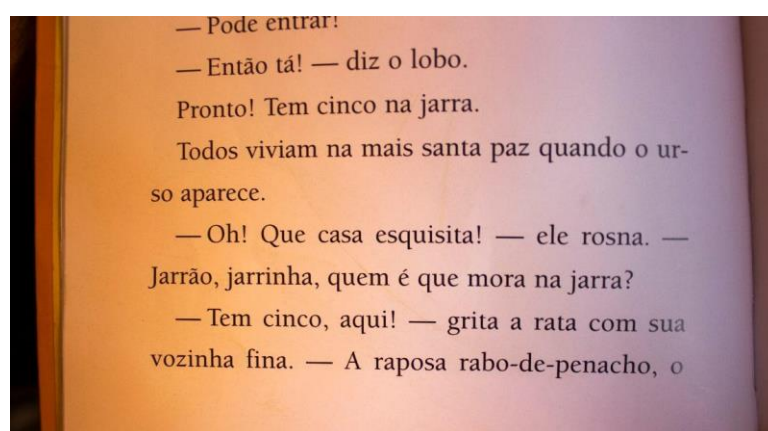 — Pode entrar!
— Então tá! — diz o lobo.
Pronto! Tem cinco na jarra.
Todos viviam na mais santa paz quando o ur-
so aparece.
— Oh! Que casa esquisita! — ele rosna. —
Jarrão, jarrinha, quem é que mora na jarra?
— Tem cinco, aqui! — grita a rata com sua
vozinha fina. — A raposa rabo-de-penacho, o